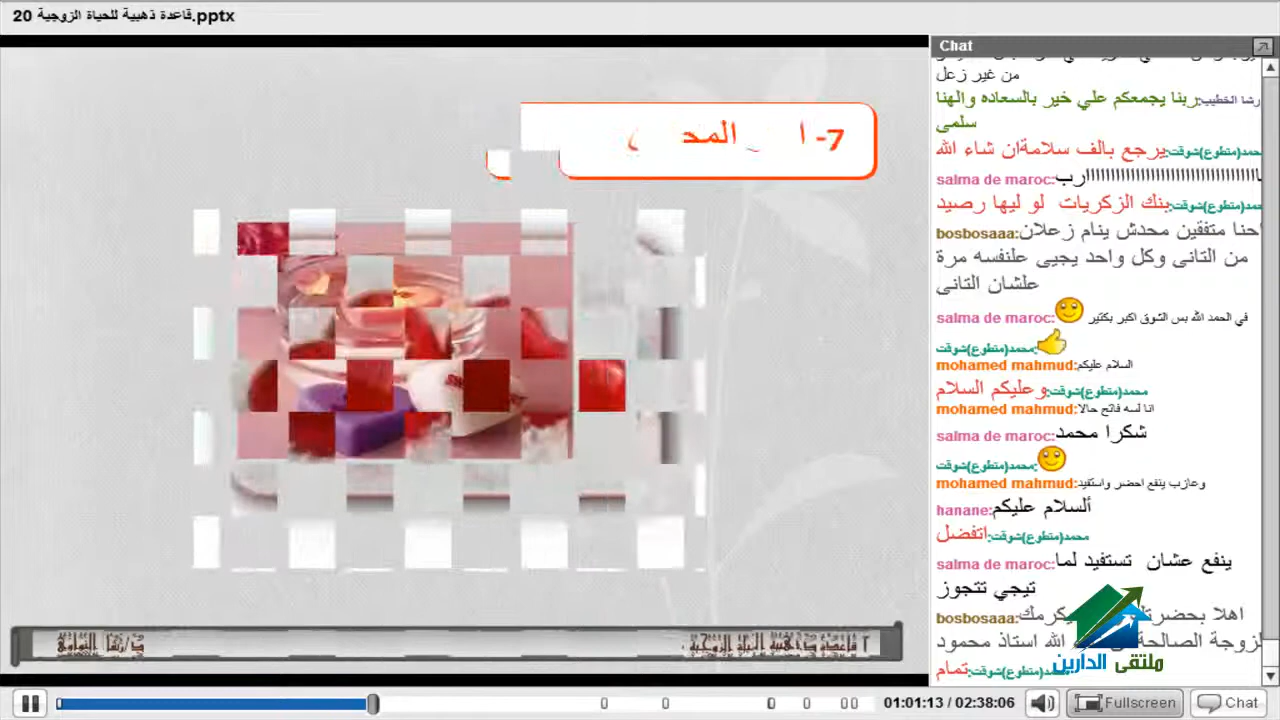 20 قاعدة ذهبية للحياة الزوجية.pptx
Chat
من غير زعل
رشا الخطيب:ربنا يجمعكم علي خير بالسعاده والهنا
سلمى
محمد(متطوع)شوقت:يرجع بالف سلامةان شاء الله
salma de maroc:
محمد(متطوع)شوقت:بنك الزكريات لو ليها رصيد
bosbosaaa:احنا متفقين محدش ينام زعلان
من التانى وكل واحد يجيى علنفسه مرة
علشان التانى
salma de maroc: في الحمد الله بس الشوق اكبر بكتير
محمد(متطوع)شوقت:
mohamed mahmud:السلام عليكم
محمد(متطوع)شوقت:وعليكم السلام
mohamed mahmud:انا لسه فاتح حالا
salma de maroc:شكرا محمد
محمد(متطوع)شوقت:
mohamed mahmud:وعازب ينفع احضر واستفيد
hanane:ألسلام عليكم
محمد(متطوع)شوقت:اتفضل
salma de maroc:ينفع عشان تستفيد لما
تيجي تتجوز
bosbosaaa:اهلا يكرمك
الله استاذ محمود
محمد(متطوع)شوقت:تمام
7-
ملتقى الدارين
01:01:13 / 02:38:06
Fullscreen
Chat